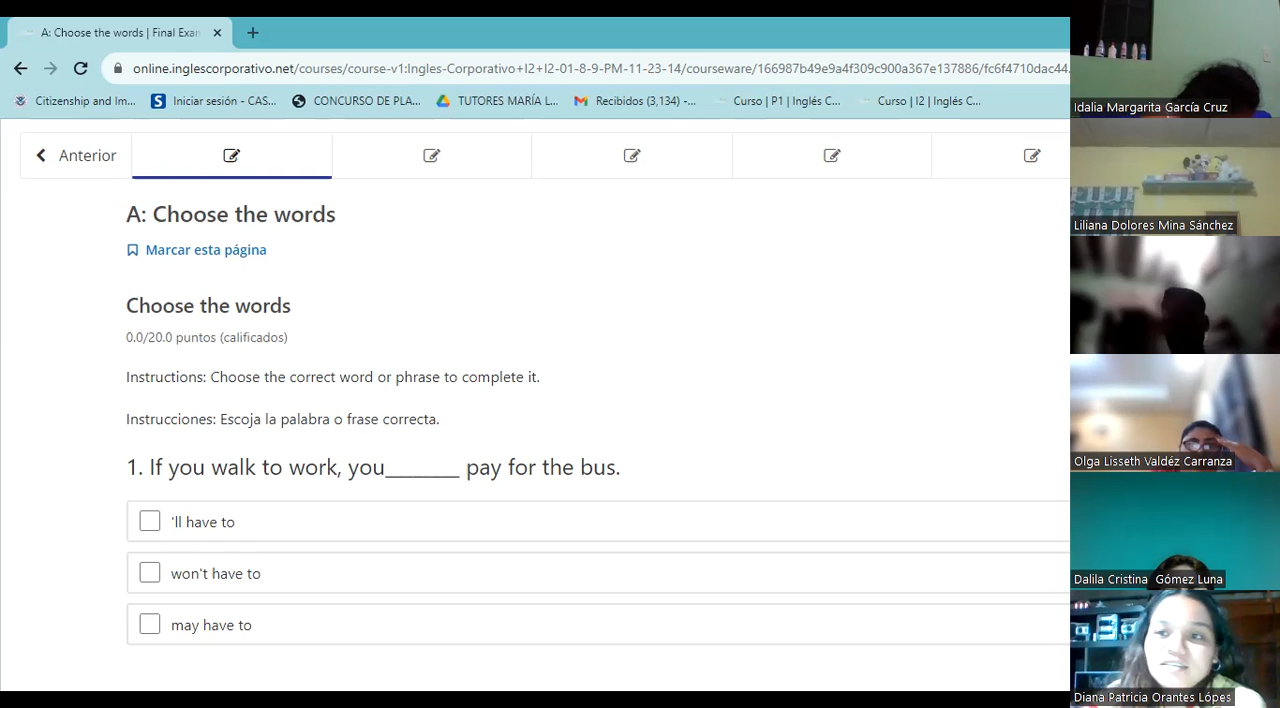 A: Choose the words | Final Exan
online.inglescorporativo.net/courses/course-v1:Ingles-Corporativo+I2+I2-01-8-9-PM-11-23-14/courseware/166987b49e9a4f309c900a367e137886/fc6f4710dac44...
Citizenship and Im... Iniciar sesión - CAS... CONCURSO DE PLA... TUTORES MARÍA L... Recibidos (3,134) -... Curso | P1 | Inglés C... Curso | I2 | Inglés C...
Anterior
A: Choose the words
Marcar esta página
Choose the words
0.0/20.0 puntos (calificados)
Instructions: Choose the correct word or phrase to complete it.
Instrucciones: Escoja la palabra o frase correcta.
1. If you walk to work, you________ pay for the bus.
'll have to
won't have to
may have to
Idalia Margarita García Cruz
Liliana Dolores Mina Sánchez
Olga Lisseth Valdéz Carranza
Dalila Cristina Gómez Luna
Diana Patricia Orantes Lópes